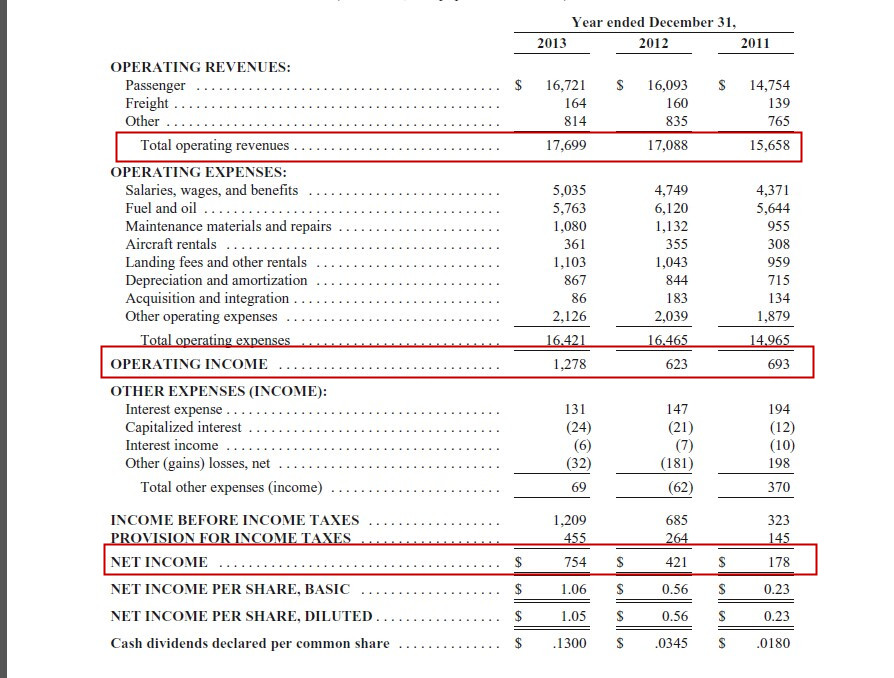 Year ended December 31,
2013 2012 2011
OPERATING REVENUES:
Passenger .......................................... $ 16,721 $ 16,093 $ 14,754
Freight ............................................ 164 160 139
Other ............................................. 814 835 765
Total operating revenues ............................ 17,699 17,088 15,658
OPERATING EXPENSES:
Salaries, wages, and benefits .......................... 5,035 4,749 4,371
Fuel and oil ........................................ 5,763 6,120 5,644
Maintenance materials and repairs ...................... 1,080 1,132 955
Aircraft rentals ..................................... 361 355 308
Landing fees and other rentals ......................... 1,103 1,043 959
Depreciation and amortization ......................... 867 844 715
Acquisition and integration ............................ 86 183 134
Other operating expenses ............................. 2,126 2,039 1,879
Total operating expenses ........................... 16,421 16,465 14,965
OPERATING INCOME .............................. 1,278 623 693
OTHER EXPENSES (INCOME):
Interest expense ..................................... 131 147 194
Capitalized interest .................................. (24) (21) (12)
Interest income ..................................... (6) (7) (10)
Other (gains) losses, net .............................. (32) (181) 198
Total other expenses (income) ....................... 69 (62) 370
INCOME BEFORE INCOME TAXES .................. 1,209 685 323
PROVISION FOR INCOME TAXES ................... 455 264 145
NET INCOME ...................................... $ 754 $ 421 $ 178
NET INCOME PER SHARE, BASIC .................... $ 1.06 $ 0.56 $ 0.23
NET INCOME PER SHARE, DILUTED ................. $ 1.05 $ 0.56 $ 0.23
Cash dividends declared per common share .............. $ .1300 $ .0345 $ .0180